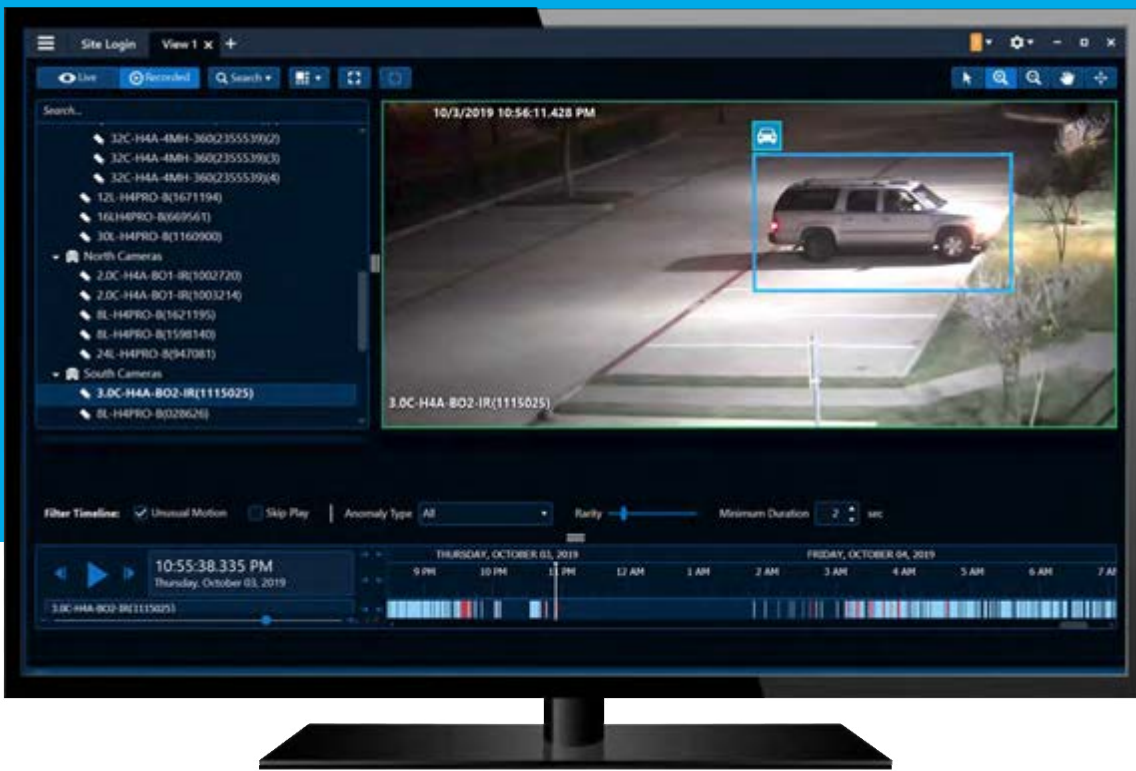 Site Login View 1 x +
Live Recorded Search
Search...
32C-H4A-4MH-360(2355539)(2)
32C-H4A-4MH-360(2355539)(3)
32C-H4A-4MH-360(2355539)(4)
12L-H4PRO-B(1671194)
16LH4PRO-B(669561)
30L-H4PRO-B(1160900)
North Cameras
2.0C-H4A-BO1-IR(1002720)
2.0C-H4A-BO1-IR(1003214)
8L-H4PRO-B(1621195)
8L-H4PRO-B(1598140)
24L-H4PRO-B(947081)
South Cameras
3.0C-H4A-BO2-IR(1115025)
8L-H4PRO-B(028626)
10/3/2019 10:56:11.428 PM
3.0C-H4A-BO2-IR(1115025)
Filter Timeline: Unusual Motion Skip Play | Anomaly Type All Rarity Minimum Duration 2 sec
10:55:38.335 PM
Thursday, October 03, 2019
3.0C-H4A-BO2-IR(1115025)
THURSDAY, OCTOBER 03, 2019 FRIDAY, OCTOBER 04, 2019
9 PM 10 PM 11 PM 12 AM 1 AM 2 AM 3 AM 4 AM 5 AM 6 AM 7 AM